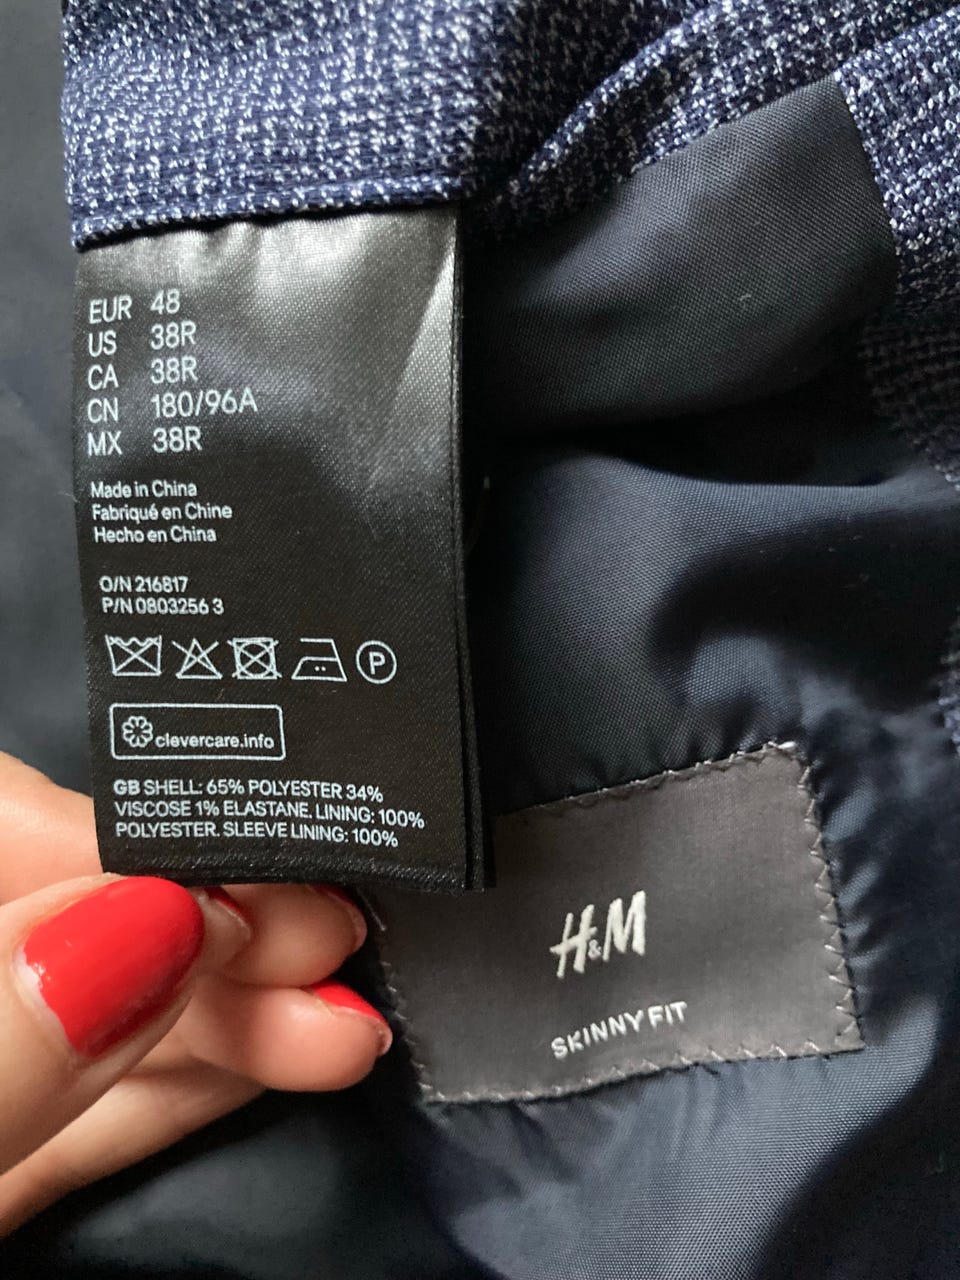 EUR 48
US 38R
CA 38R
CN 180/96A
MX 38R
Made in China
Fabriqué en Chine
Hecho en China
O/N 216817
P/N 0803256 3
P
clevercare.info
GB SHELL: 65% POLYESTER 34%
VISCOSE 1% ELASTANE. LINING: 100%
POLYESTER. SLEEVE LINING: 100%
H&M
SKINNY FIT